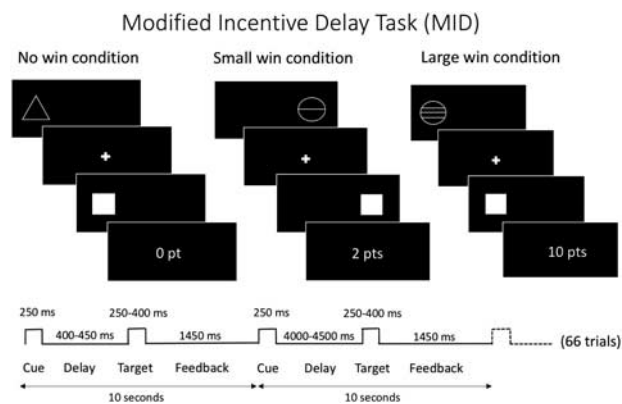 Modified Incentive Delay Task (MID)
No win condition
Small win condition
Large win condition
0 pt
2 pts
10 pts
250 ms
250-400 ms
250 ms
250-400 ms
400-450 ms
1450 ms
4000-4500 ms
1450 ms
(66 trials)
Cue
Delay
Target
Feedback
Cue
Delay
Target
Feedback
10 seconds
10 seconds